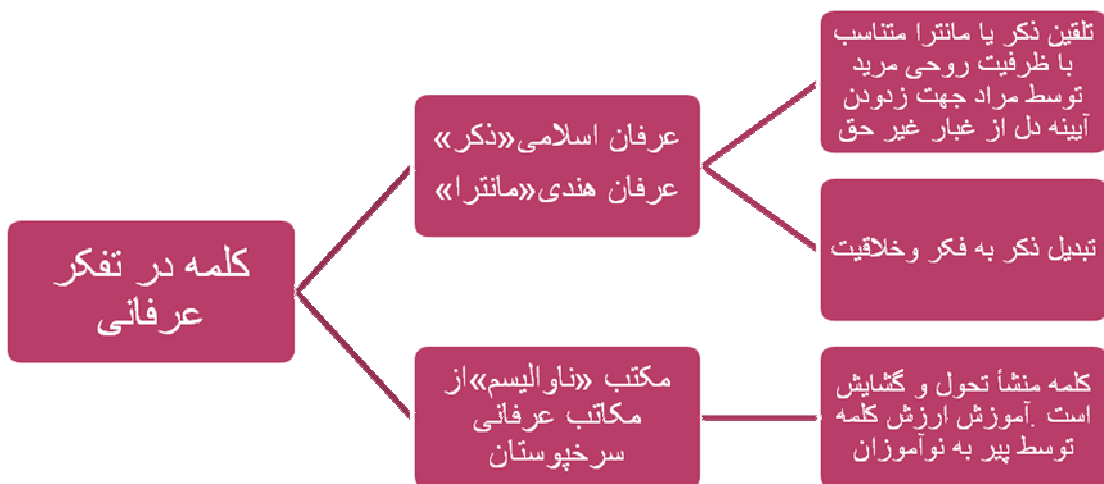 کلمه در تفکر
عرفانی
عرفان اسلامی«ذکر»
عرفان هندی«مانترا»
تلقین ذکر یا مانترا متناسب
با ظرفیت روحی مرید
توسط مراد جهت زدودن
آیینه دل از غبار غیر حق
تبدیل ذکر به فکر وخلاقیت
مکتب «ناوالیسم»از
مکاتب عرفانی
سرخپوستان
کلمه منشأ تحول و گشایش
است .آموزش ارزش کلمه
توسط پیر به نوآموزان